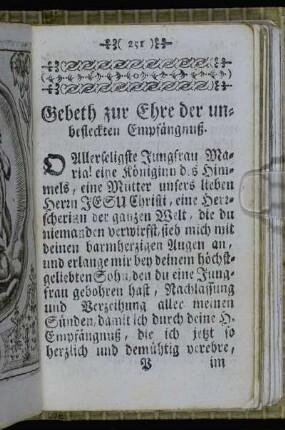 ( 251 )
Gebeth zur Ehre der un-
befleckten Empfängnuß.
O Allerseligste Jungfrau Ma-
ria! eine Königinn des Him-
mels, eine Mutter unsers lieben
Herrn JESU Christi, eine Herr-
scherinn der ganzen Welt, die du
niemanden verwirfst, sieh mich mit
deinen barmherzigen Augen an,
und erlange mir bey deinem höchst-
geliebten Sohn, den du eine Jung-
frau gebohren hast, Nachlassung
und Verzeihung aller meinen
Sünden, damit ich durch deine H.
Empfängnuß, die ich jetzt so
herzlich und demühtig verehre,
im